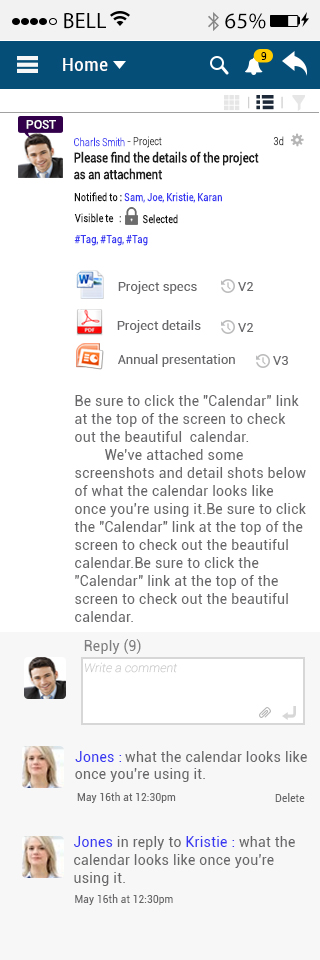 BELL 65%
Home 9
POST
Charls Smith - Project 3d
Please find the details of the project
as an attachment
Notified to : Sam, Joe, Kristie, Karan
Visible te : Selected
#Tag, #Tag, #Tag
Project specs V2
PDF
Project details V2
Annual presentation V3
Be sure to click the "Calendar" link
at the top of the screen to check
out the beautiful calendar.
We've attached some
screenshots and detail shots below
of what the calendar looks like
once you're using it.Be sure to click
the "Calendar" link at the top of the
screen to check out the beautiful
calendar.Be sure to click the
"Calendar" link at the top of the
screen to check out the beautiful
calendar.
Reply (9)
Write a comment
Jones : what the calendar looks like
once you're using it.
May 16th at 12:30pm Delete
Jones in reply to Kristie : what the
calendar looks like once you're
using it.
May 16th at 12:30pm